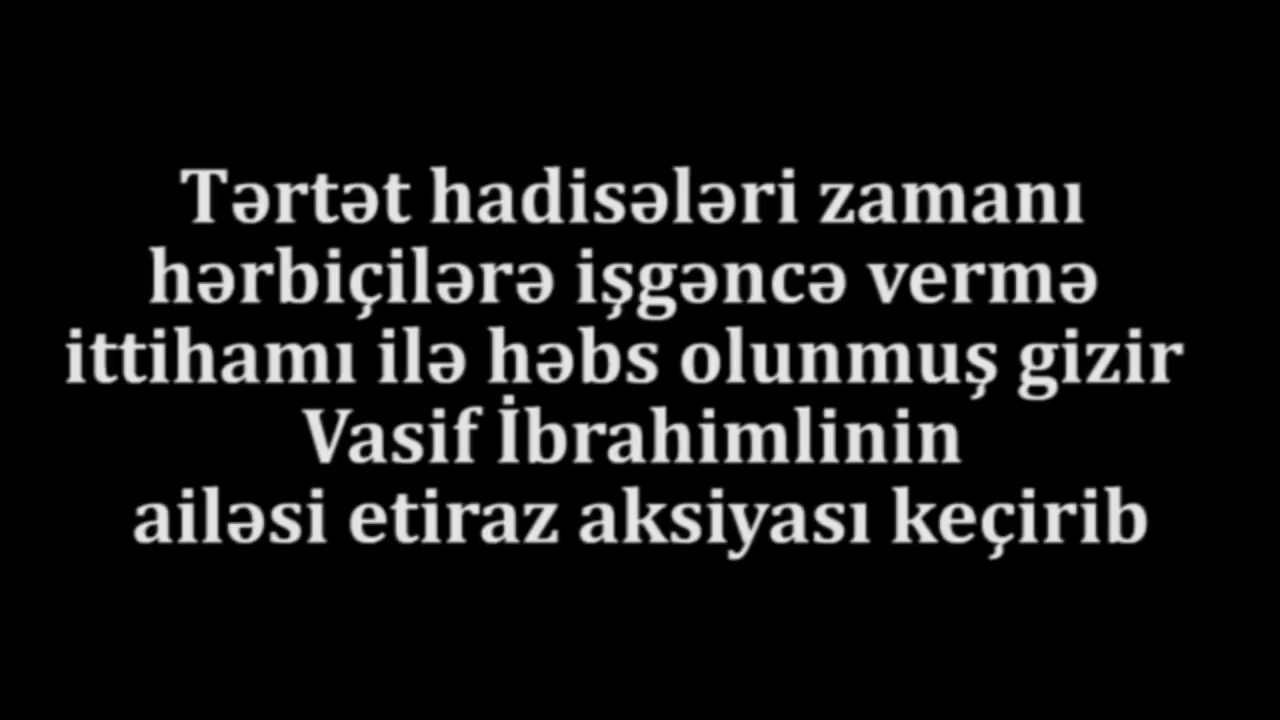 Tərtət hadisələri zamanı
hərbiçilərə işgəncə vermə
ittihamı ilə həbs olunmuş gizir
Vasif İbrahimlinin
ailəsi etiraz aksiyası keçirib